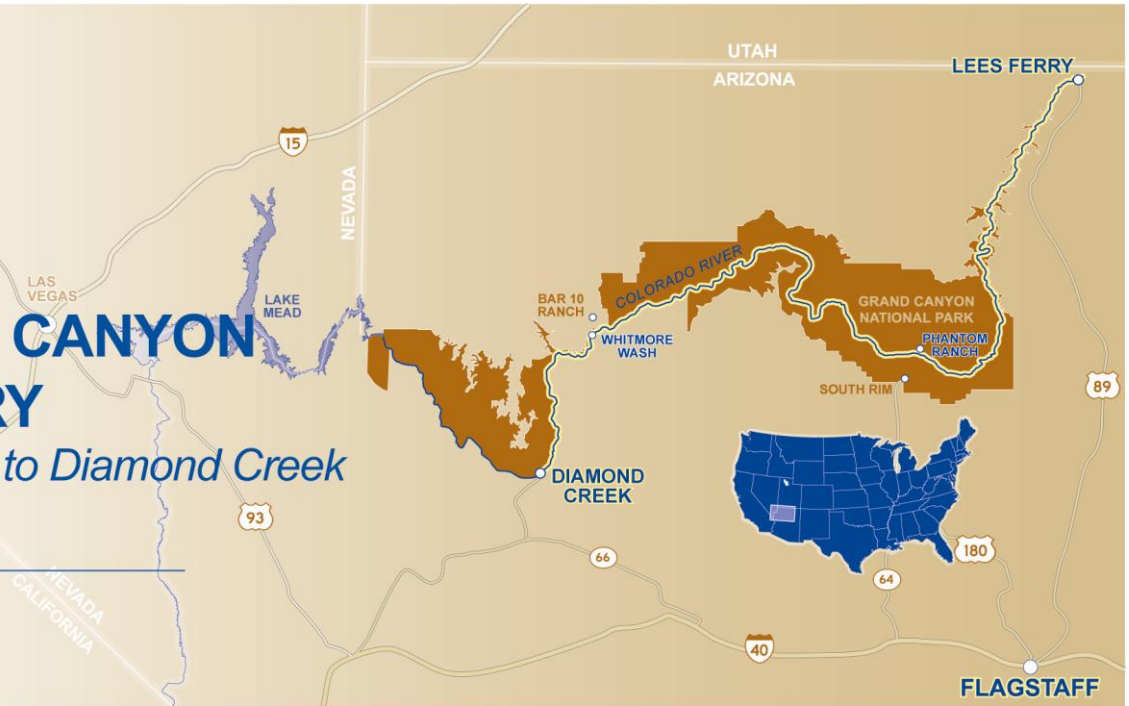 UTAH
ARIZONA
LEES FERRY
15
NEVADA
LAS
VEGAS
LAKE
MEAD
COLORADO RIVER
BAR 10
RANCH
WHITMORE
WASH
GRAND CANYON
NATIONAL PARK
PHANTOM
RANCH
SOUTH RIM
89
CANYON
RY
to Diamond Creek
DIAMOND
CREEK
93
66
180
64
NEVADA
CALIFORNIA
40
FLAGSTAFF